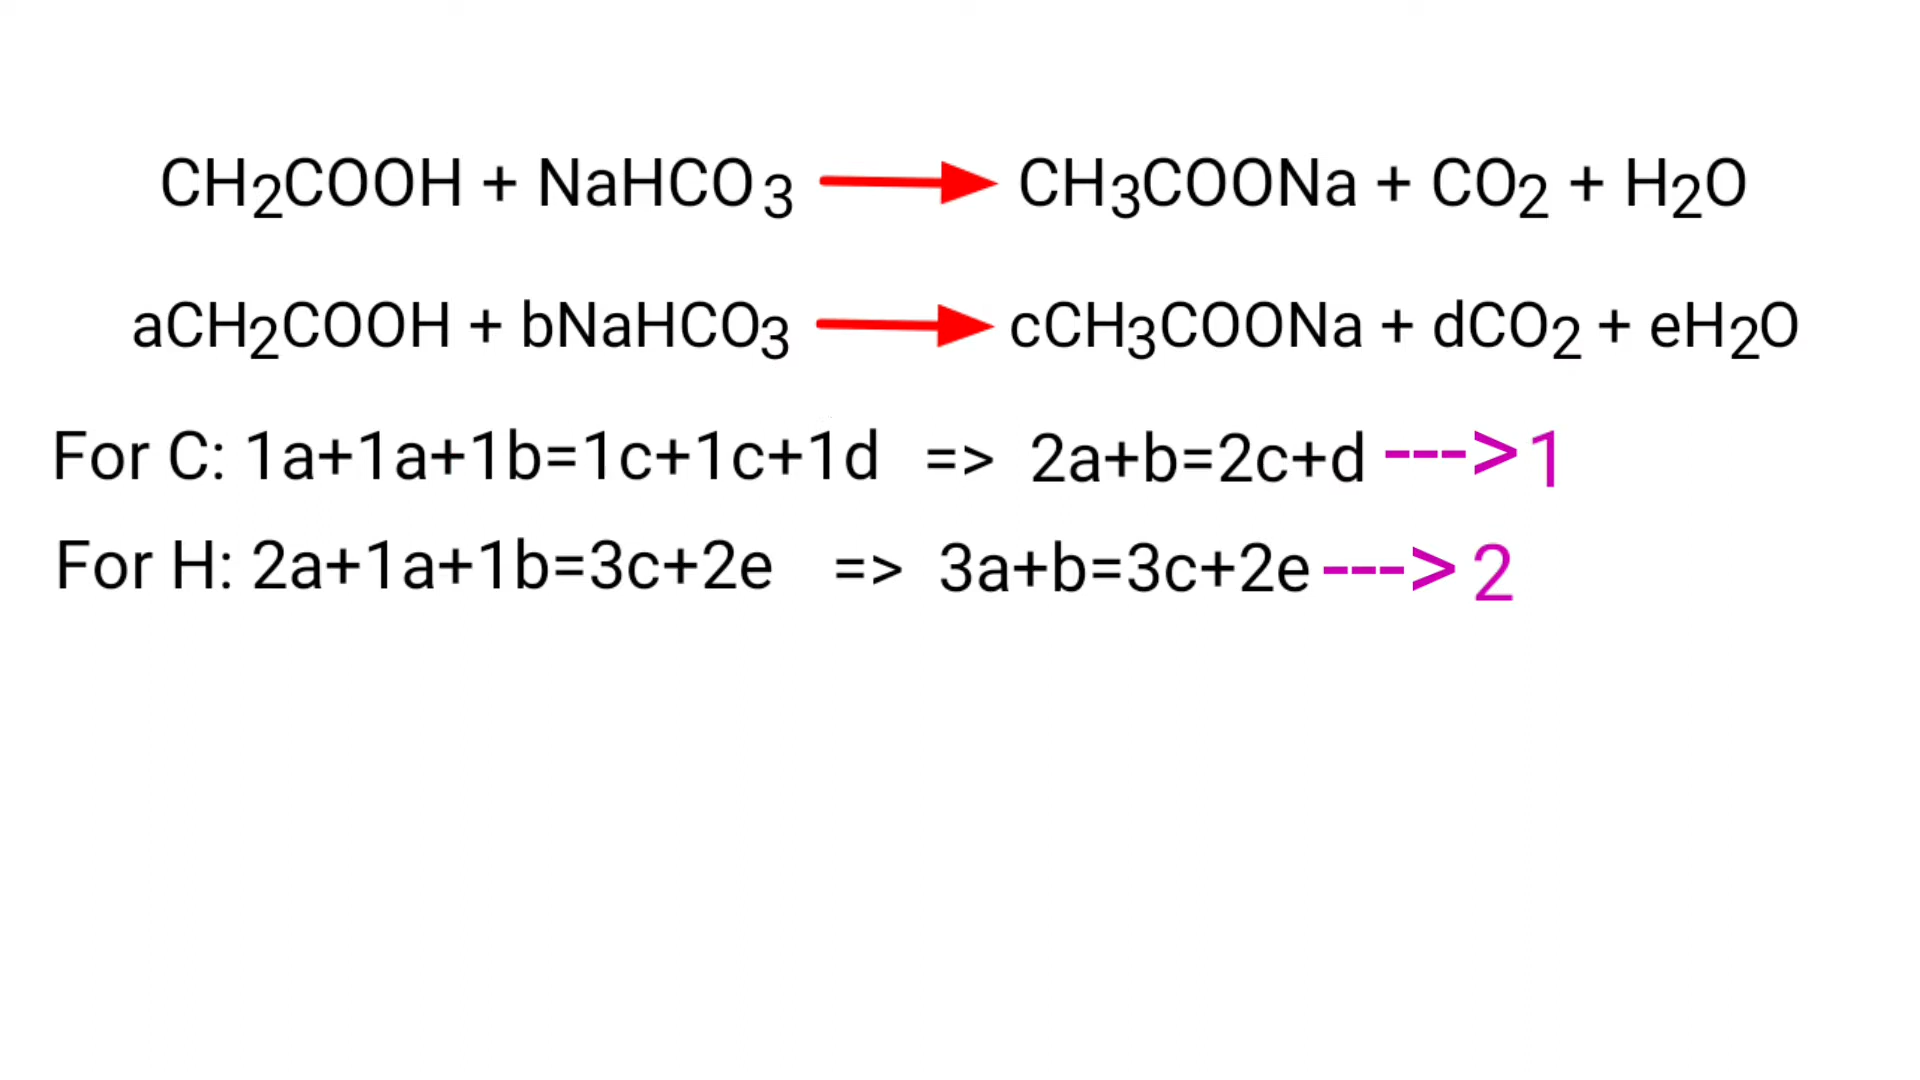 CH2COOH + NaHCO3 CH3COONa + CO2 + H2O
aCH2COOH + bNaHCO3 cCH3COONa + dCO2 + eH2O
For C: 1a+1a+1b=1c+1c+1d => 2a+b=2c+d --->1
For H: 2a+1a+1b=3c+2e => 3a+b=3c+2e ---> 2